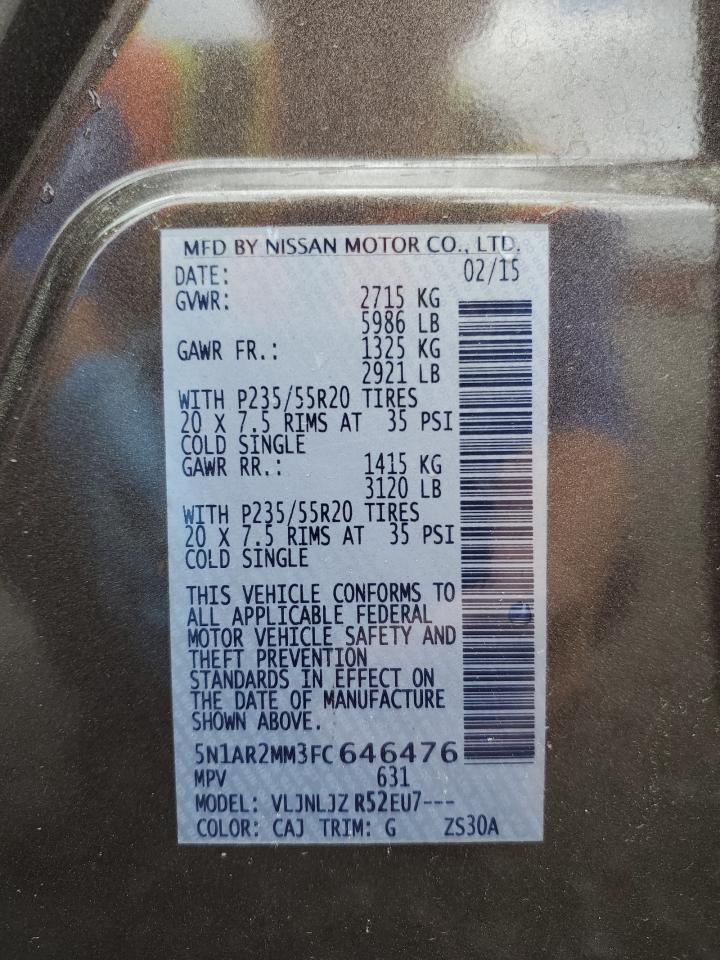 MFD BY NISSAN MOTOR CO., LTD.
DATE: 02/15
GVWR: 2715 KG
5986 LB
GAWR FR.: 1325 KG
2921 LB
WITH P235/55R20 TIRES
20 X 7.5 RIMS AT 35 PSI
COLD SINGLE
GAWR RR.: 1415 KG
3120 LB
WITH P235/55R20 TIRES
20 X 7.5 RIMS AT 35 PSI
COLD SINGLE
THIS VEHICLE CONFORMS TO
ALL APPLICABLE FEDERAL
MOTOR VEHICLE SAFETY AND
THEFT PREVENTION
STANDARDS IN EFFECT ON
THE DATE OF MANUFACTURE
SHOWN ABOVE.
5N1AR2MM3FC646476
MPV 631
MODEL: VLJNLJZ R52EU7---
COLOR: CAJ TRIM: G ZS30A